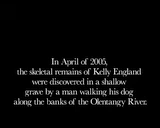 In April of 2005,
the skeletal remains of Kelly England
were discovered in a shallow
grave by a man walking his dog
along the banks of the Olentangy River.